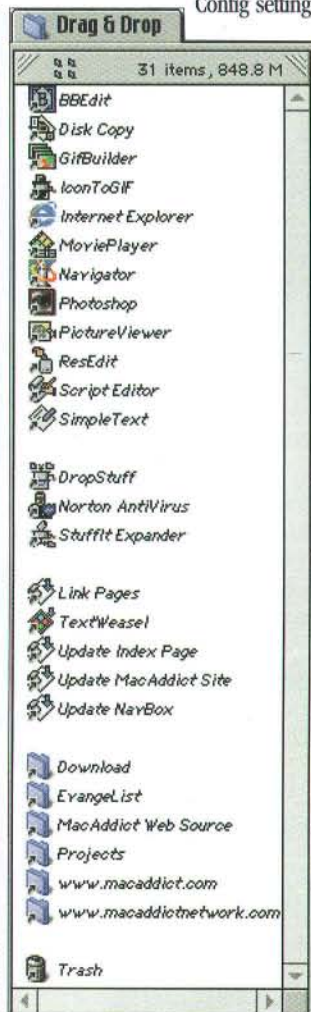 Config setting
Drag & Drop
31 items, 848.8 M
BBEdit
Disk Copy
GifBuilder
IconToGIF
Internet Explorer
MoviePlayer
Navigator
Photoshop
PictureViewer
ResEdit
Script Editor
SimpleText
DropStuff
Norton AntiVirus
StuffIt Expander
Link Pages
TextWeasel
Update Index Page
Update MacAddict Site
Update NavBox
Download
EvangeList
MacAddict Web Source
Projects
www.macaddict.com
www.macaddictnetwork.com
Trash